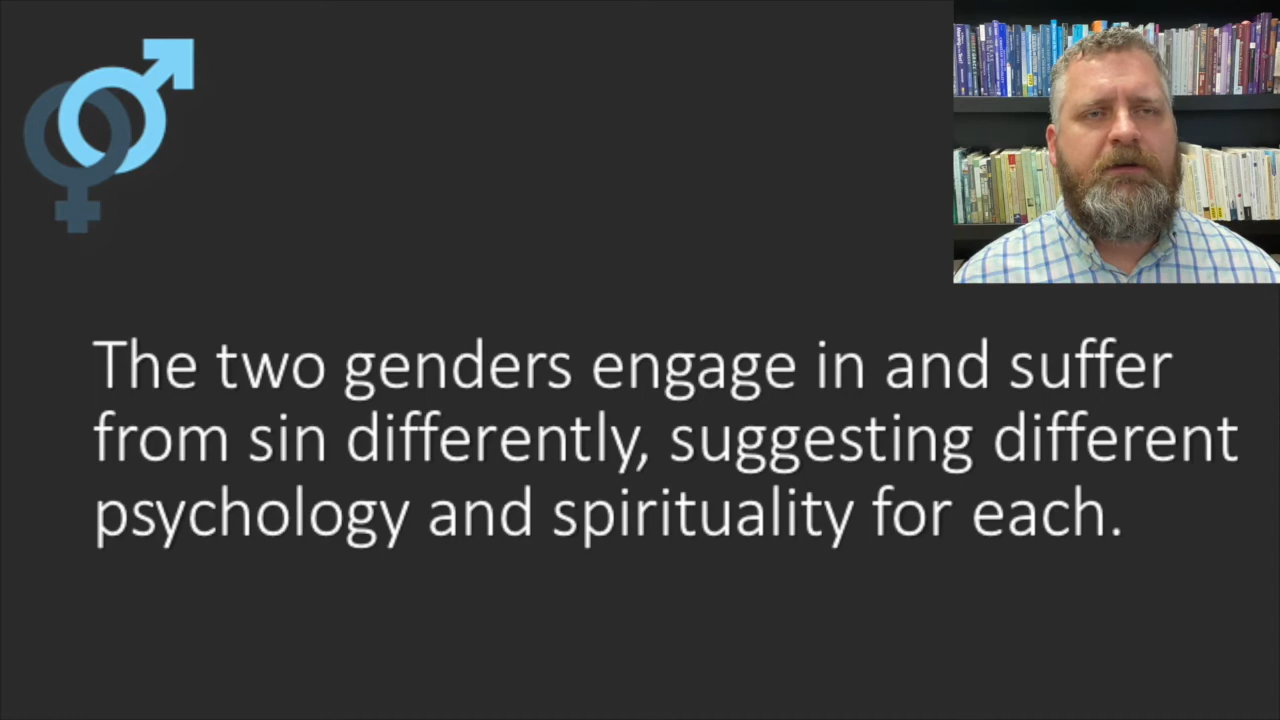 The two genders engage in and suffer
from sin differently, suggesting different
psychology and spirituality for each.